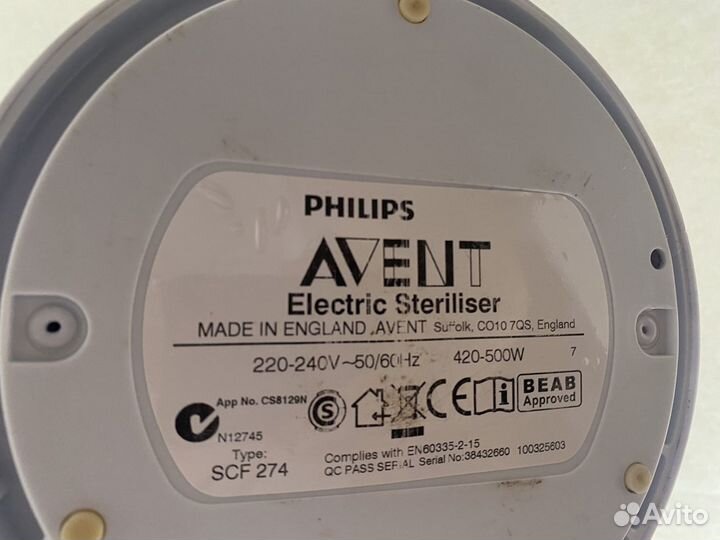 PHILIPS
AVENT
Electric Steriliser
MADE IN ENGLAND AVENT Suffolk, CO10 7QS, England
220-240V~50/60Hz 420-500W 7
App No. CS8129N
S
i
BEAB
Approved
N12745
Type:
SCF 274
Complies with EN60335-2-15
QC PASS SERIAL Serial No:38432660 100325603
Avito